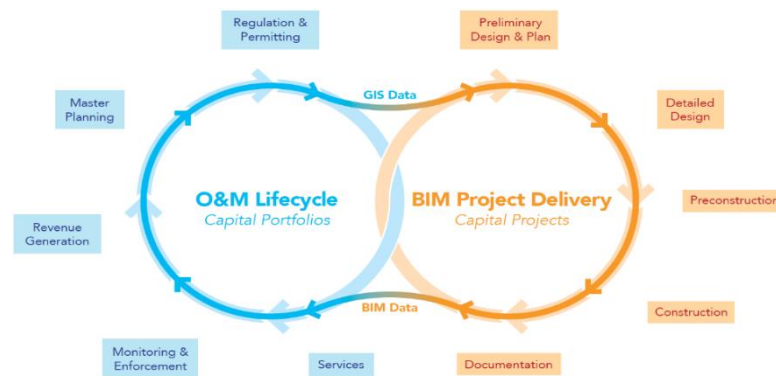 Regulation &
Permitting
Preliminary
Design & Plan
GIS Data
Master
Planning
Detailed
Design
O&M Lifecycle
Capital Portfolios
BIM Project Delivery
Capital Projects
Preconstruction
Revenue
Generation
BIM Data
Construction
Monitoring &
Enforcement
Services
Documentation